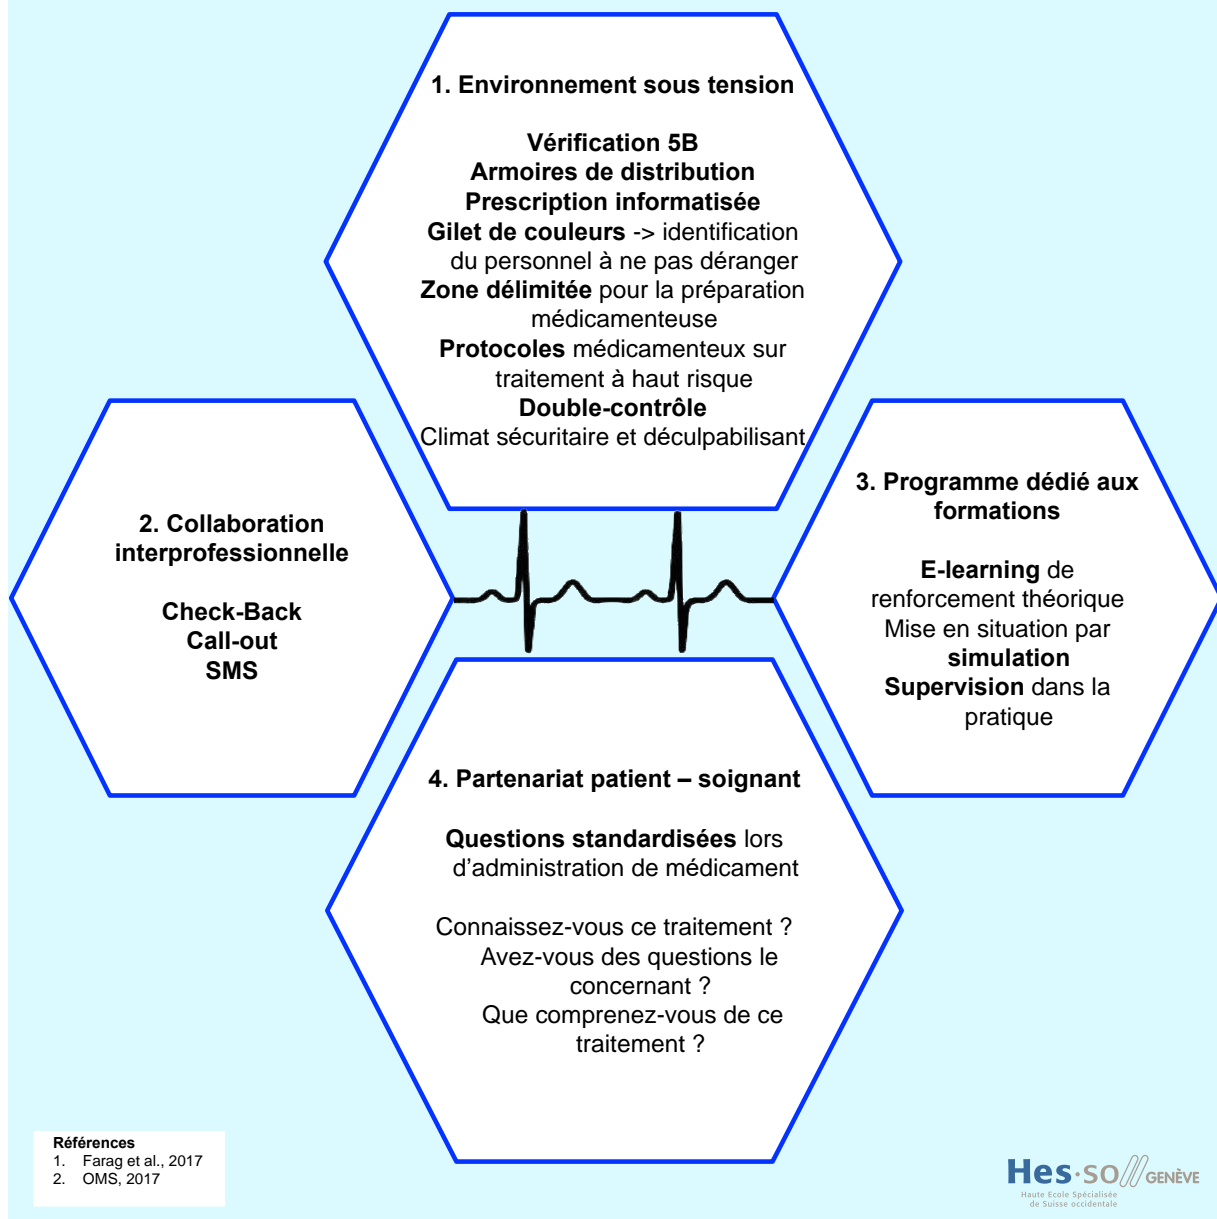 1. Environnement sous tension
Vérification 5B
Armoires de distribution
Prescription informatisée
Gilet de couleurs -> identification
du personnel à ne pas déranger
Zone délimitée pour la préparation
médicamenteuse
Protocoles médicamenteux sur
traitement à haut risque
Double-contrôle
Climat sécuritaire et déculpabilisant
2. Collaboration
interprofessionnelle
Check-Back
Call-out
SMS
3. Programme dédié aux
formations
E-learning de
renforcement théorique
Mise en situation par
simulation
Supervision dans la
pratique
4. Partenariat patient – soignant
Questions standardisées lors
d’administration de médicament
Connaissez-vous ce traitement ?
Avez-vous des questions le
concernant ?
Que comprenez-vous de ce
traitement ?
Références
1. Farag et al., 2017
2. OMS, 2017
Hes·so GENÈVE
Haute Ecole Spécialisée
de Suisse occidentale